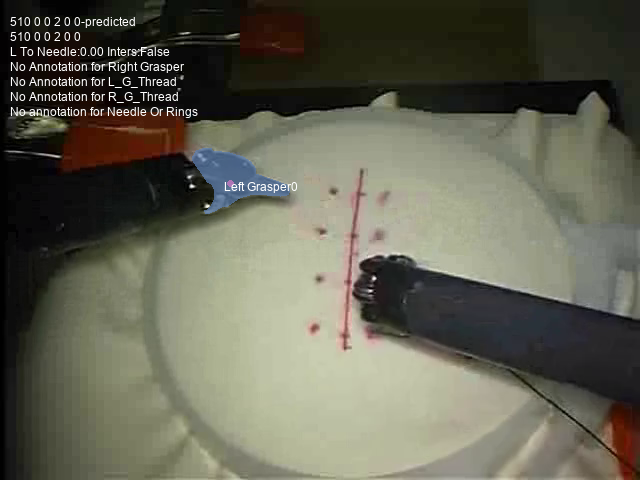 510 0 0 2 0 0-predicted
510 0 0 2 0 0
L To Needle:0.00 Inters:False
No Annotation for Right Grasper
No Annotation for L_G_Thread
No Annotation for R_G_Thread
No annotation for Needle Or Rings
Left Grasper0